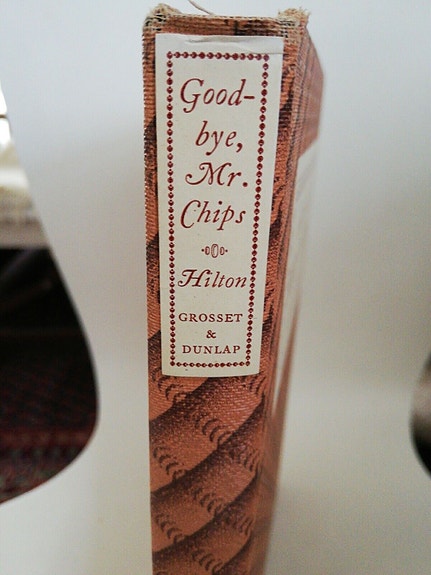 Good-
bye,
Mr.
Chips
Hilton
GROSSET
&
DUNLAP